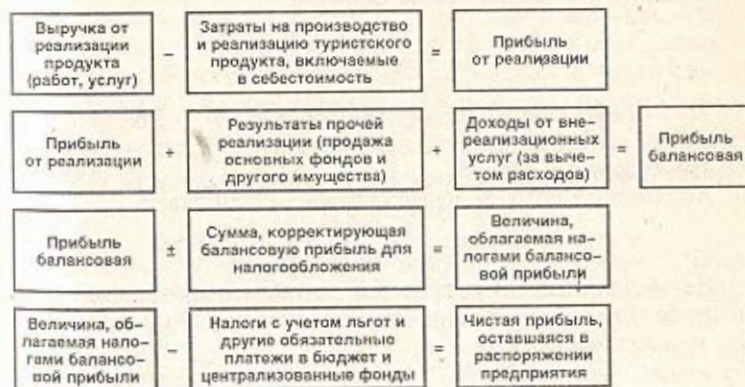 Выручка от
реализации
продукта
(работ, услуг)
–
Затраты на производство
и реализацию туристского
продукта, включаемые
в себестоимость
=
Прибыль
от реализации
Прибыль
от реализации
+
Результаты прочей
реализации (продажа
основных фондов и
другого имущества)
+
Доходы от вне-
реализационных
услуг (за выче-
том расходов)
=
Прибыль
балансовая
Прибыль
балансовая
±
Сумма, корректирующая
балансовую прибыль для
налогообложения
=
Величина,
облагаемая на-
логами балансо-
вой прибыли
Величина, об-
лагаемая нало-
гами балансо-
вой прибыли
–
Налоги с учетом льгот и
другие обязательные
платежи в бюджет и
централизованные фонды
=
Чистая прибыль,
оставшаяся в
распоряжении
предприятия